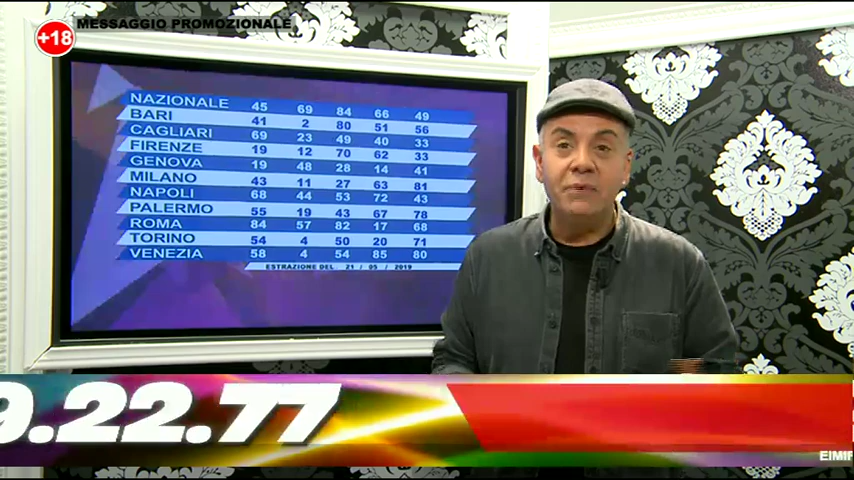 +18 MESSAGGIO PROMOZIONALE
NAZIONALE 45 69 84 66 49
BARI 41 2 80 51 56
CAGLIARI 69 23 49 40 33
FIRENZE 19 12 70 62 33
GENOVA 19 48 28 14 41
MILANO 43 11 27 63 81
NAPOLI 68 44 53 72 43
PALERMO 55 19 43 67 78
ROMA 84 57 82 17 68
TORINO 54 4 50 20 71
VENEZIA 58 4 54 85 80
ESTRAZIONE DEL 21 / 05 / 2019
9.22.77